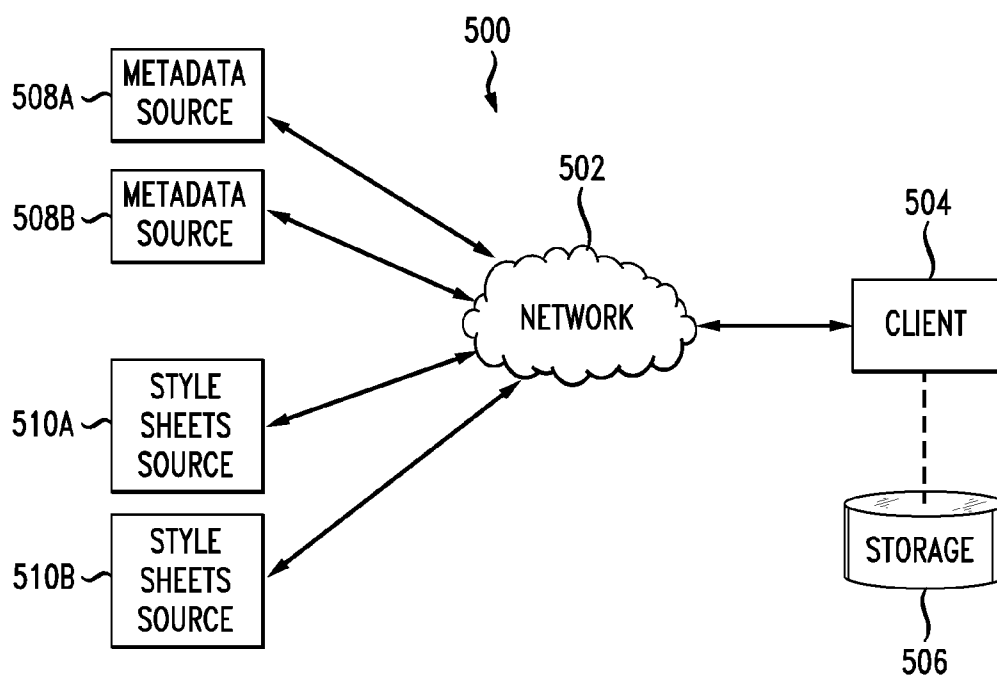 500
508A
METADATA
SOURCE
508B
METADATA
SOURCE
502
NETWORK
504
CLIENT
510A
STYLE
SHEETS
SOURCE
510B
STYLE
SHEETS
SOURCE
STORAGE
506